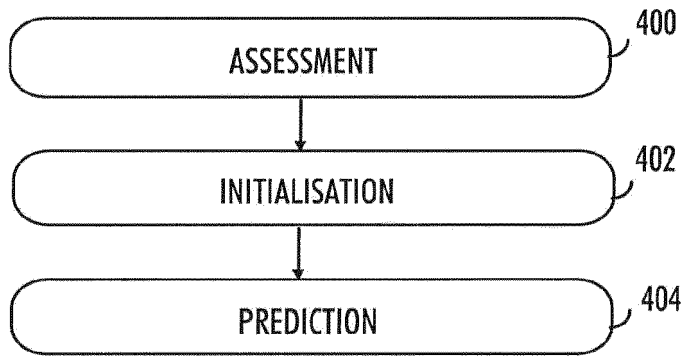 400
ASSESSMENT
402
INITIALISATION
404
PREDICTION